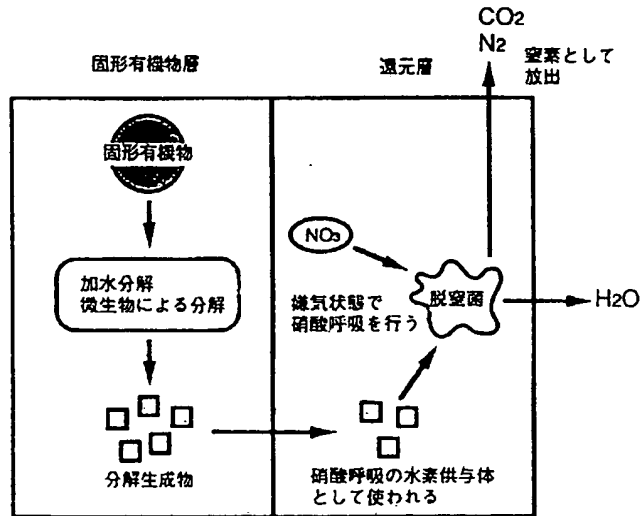 固形有機物層
固形有機物
加水分解
微生物による分解
分解生成物
還元層
CO2
N2
窒素として
放出
NO3
嫌気状態で
硝酸呼吸を行う
脱窒菌
H2O
硝酸呼吸の水素供与体
として使われる